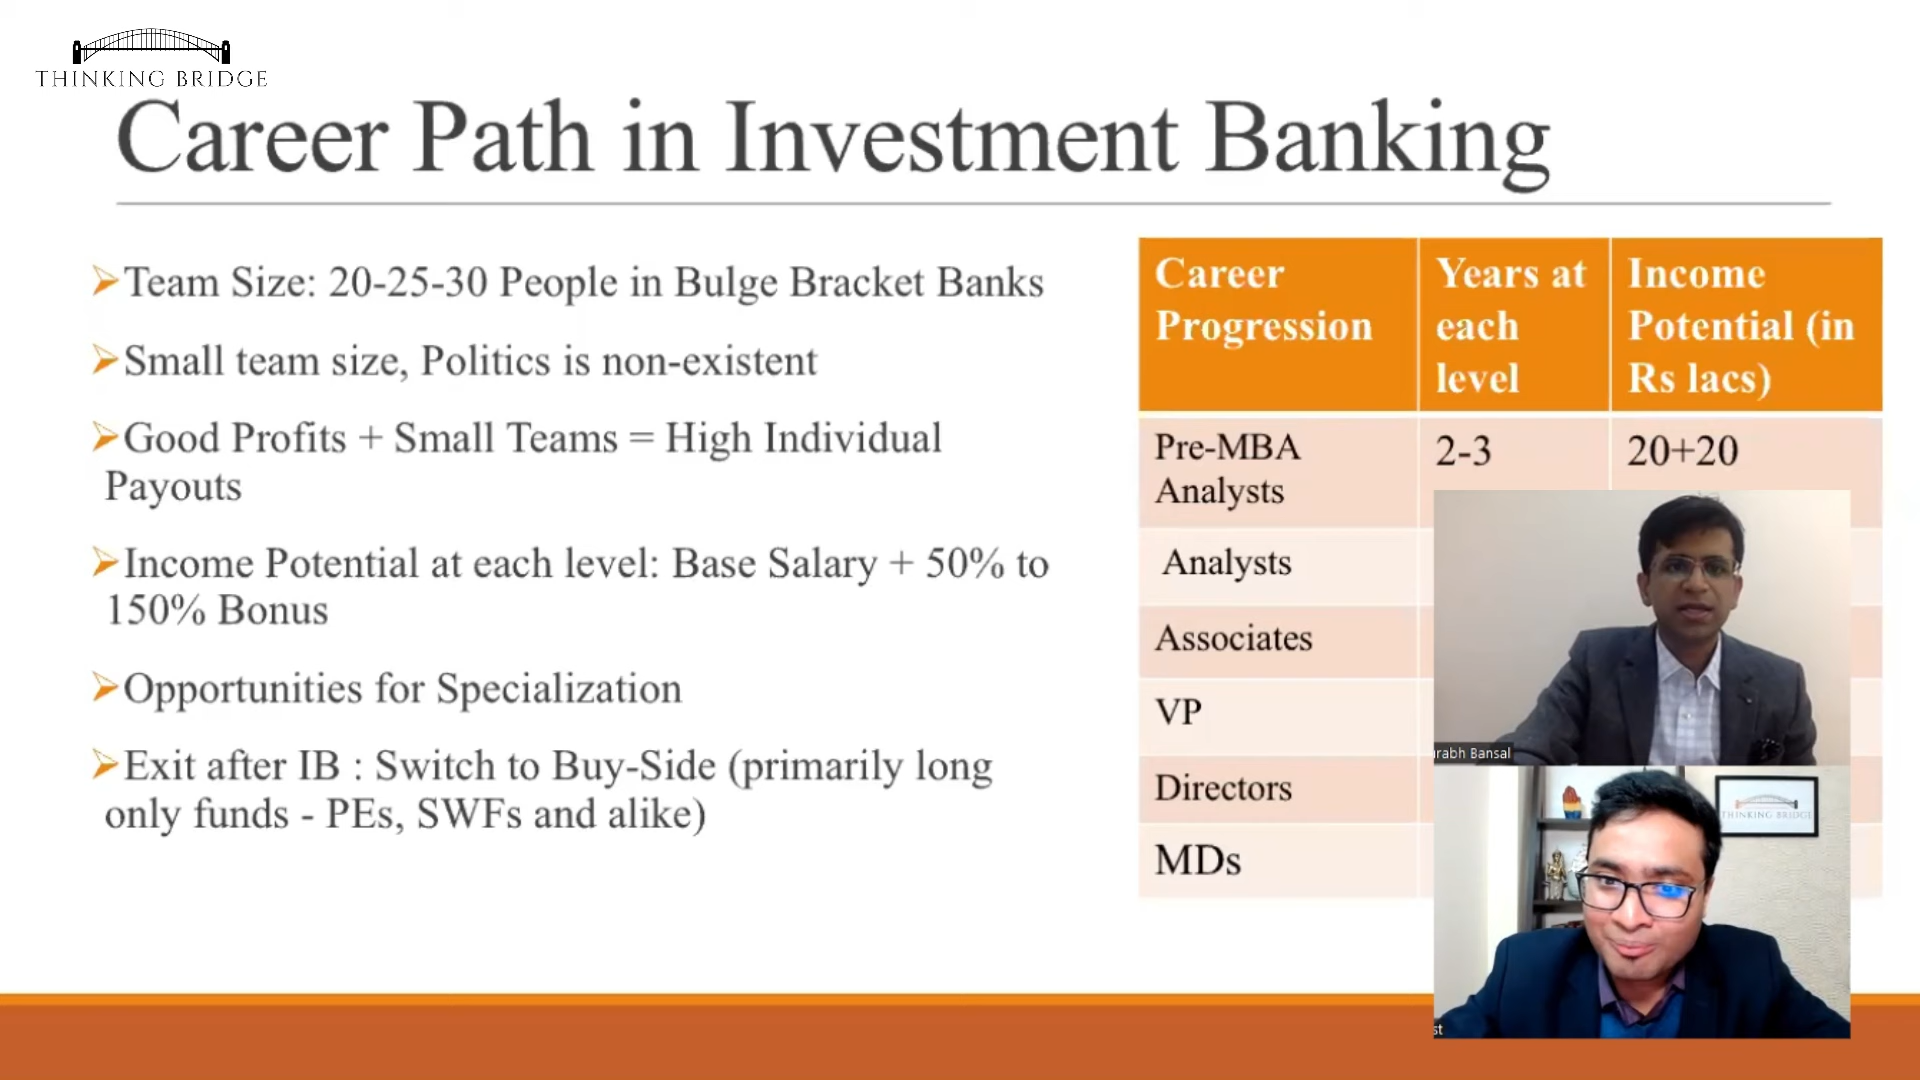 THINKING BRIDGE
Career Path in Investment Banking
Team Size: 20-25-30 People in Bulge Bracket Banks
Small team size, Politics is non-existent
Good Profits + Small Teams = High Individual
Payouts
Income Potential at each level: Base Salary + 50% to
150% Bonus
Opportunities for Specialization
Exit after IB : Switch to Buy-Side (primarily long
only funds - PEs, SWFs and alike)
Career
Progression
Years at
each
level
Income
Potential (in
Rs lacs)
Pre-MBA
Analysts
2-3
20+20
Analysts
Associates
VP
Directors
MDs
rabh Bansal
THINKING BRIDGE
st